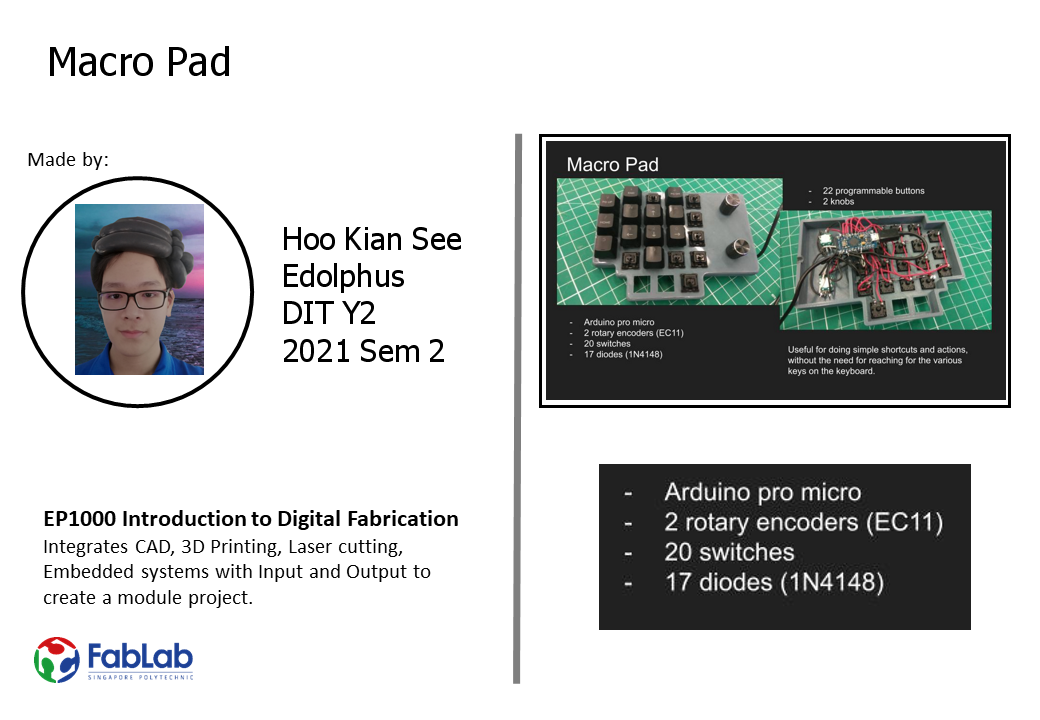 Macro Pad
Made by:
Hoo Kian See
Edolphus
DIT Y2
2021 Sem 2
EP1000 Introduction to Digital Fabrication
Integrates CAD, 3D Printing, Laser cutting,
Embedded systems with Input and Output to
create a module project.
FabLab
SINGAPORE POLYTECHNIC
Macro Pad
- 22 programmable buttons
- 2 knobs
- Arduino pro micro
- 2 rotary encoders (EC11)
- 20 switches
- 17 diodes (1N4148)
Useful for doing simple shortcuts and actions,
without the need for reaching for the various
keys on the keyboard.
- Arduino pro micro
- 2 rotary encoders (EC11)
- 20 switches
- 17 diodes (1N4148)